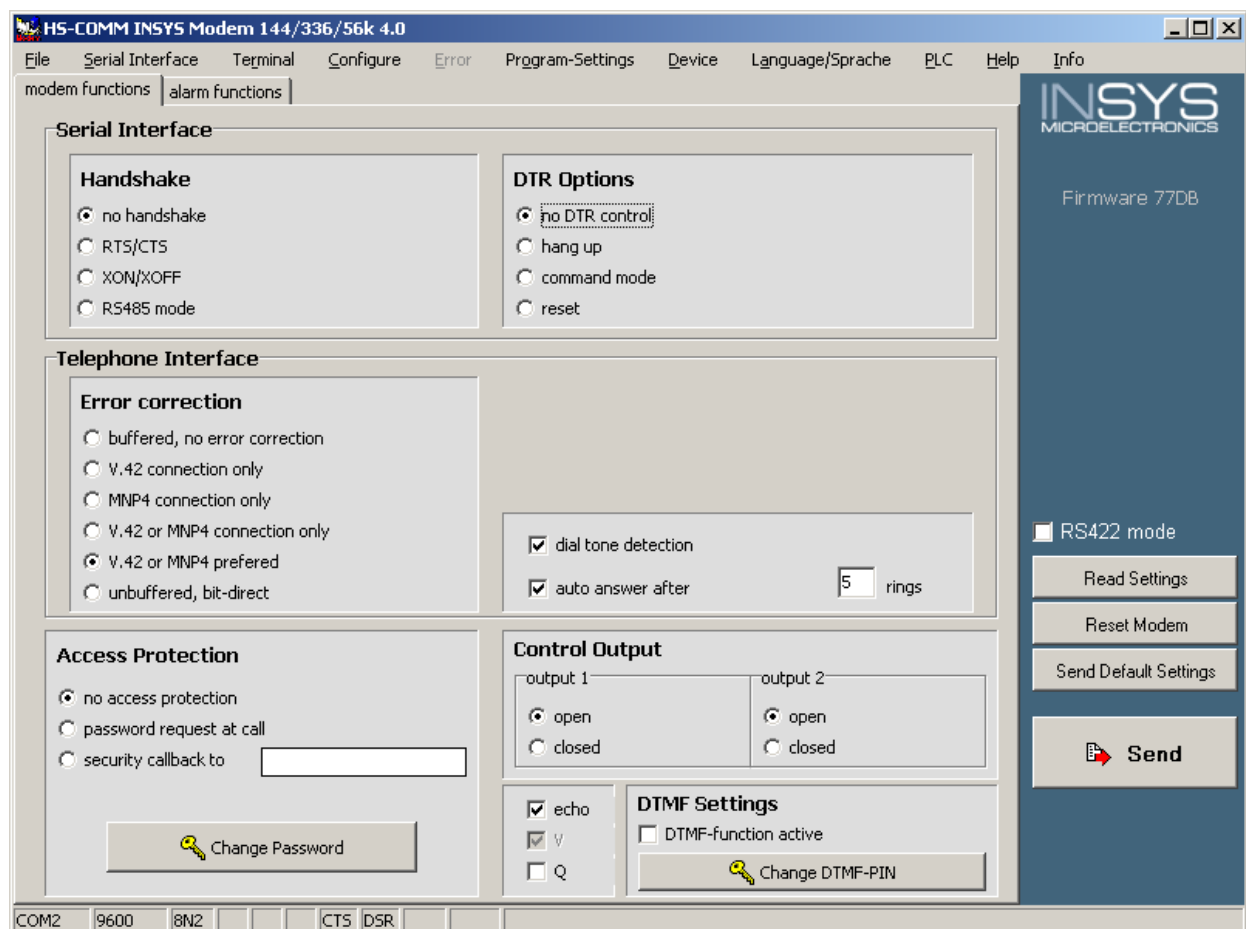 HS-COMM INSYS Modem 144/336/56k 4.0
File Serial Interface Terminal Configure Error Program-Settings Device Language/Sprache PLC Help Info
modem functions alarm functions
INSYS
MICROELECTRONICS
Firmware 77DB
Serial Interface
Handshake
no handshake
RTS/CTS
XON/XOFF
RS485 mode
DTR Options
no DTR control
hang up
command mode
reset
Telephone Interface
Error correction
buffered, no error correction
V.42 connection only
MNP4 connection only
V.42 or MNP4 connection only
V.42 or MNP4 prefered
unbuffered, bit-direct
dial tone detection
auto answer after 5 rings
RS422 mode
Read Settings
Reset Modem
Send Default Settings
Send
Access Protection
no access protection
password request at call
security callback to
Change Password
Control Output
output 1
open
closed
output 2
open
closed
echo
V
Q
DTMF Settings
DTMF-function active
Change DTMF-PIN
COM2 9600 8N2 CTS DSR